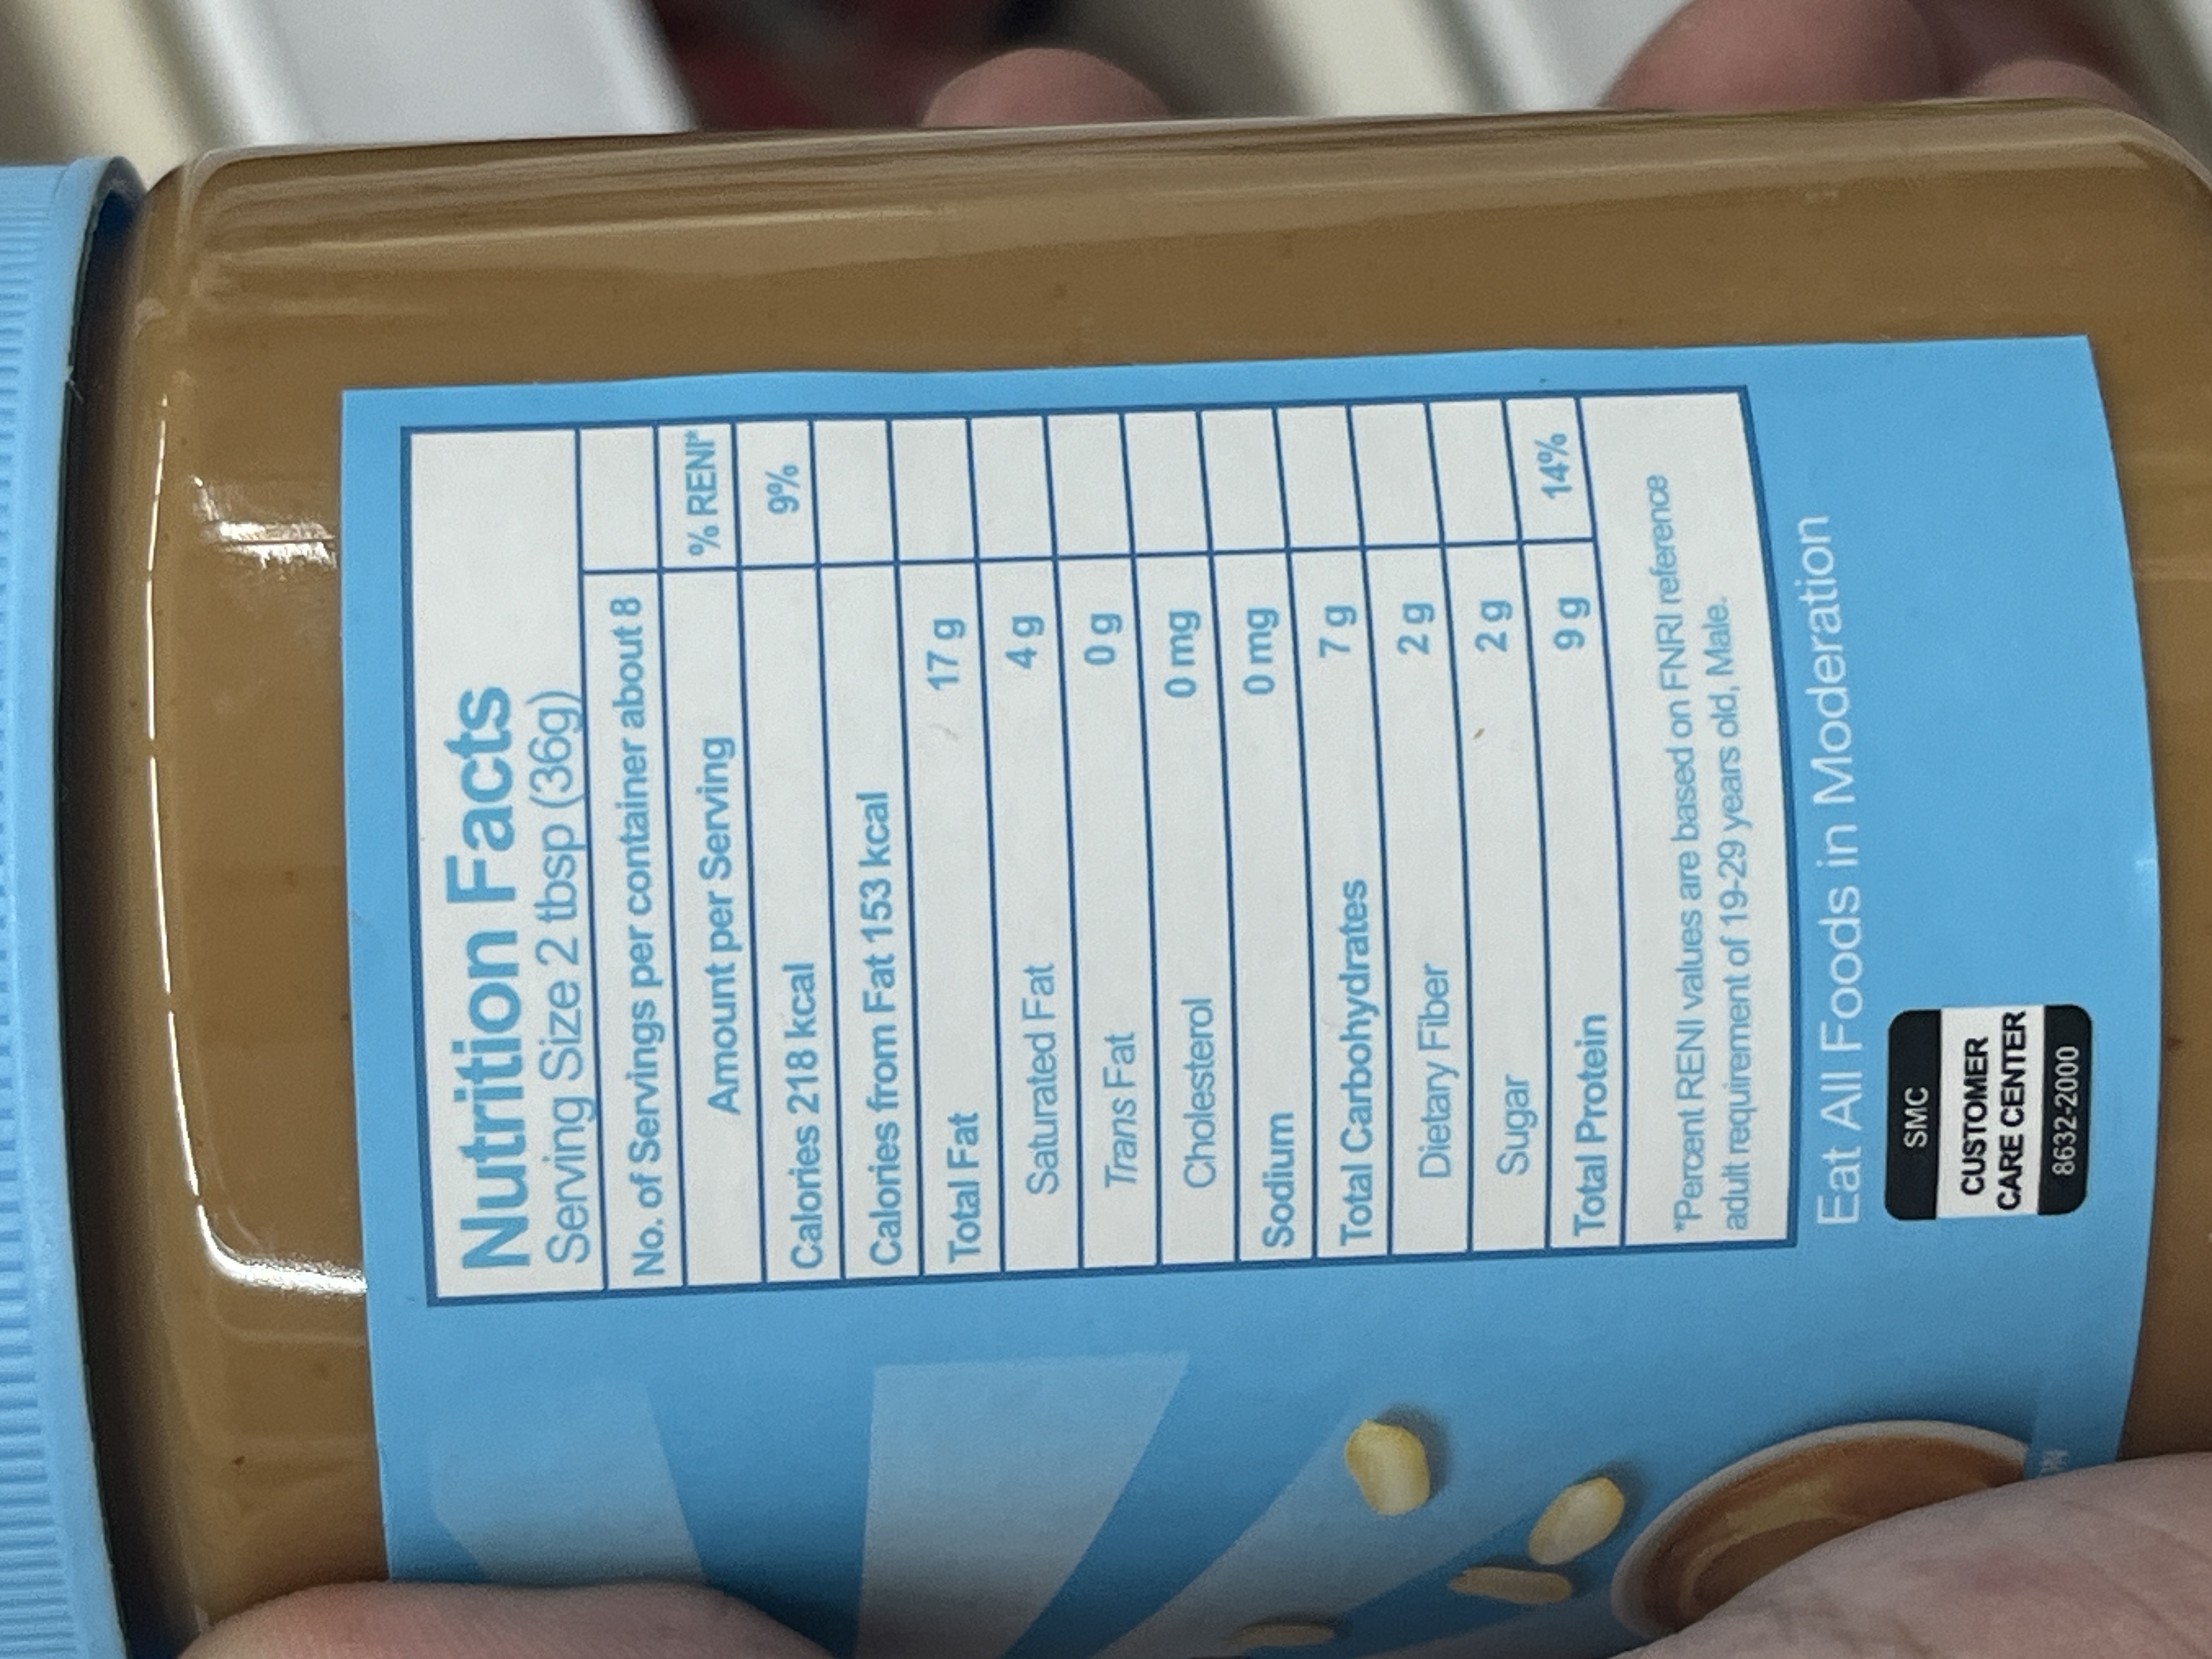 Nutrition Facts
Serving Size 2 tbsp (36g)
No. of Servings per container about 8
Amount per Serving % RENI*
Calories 218 kcal 9%
Calories from Fat 153 kcal
Total Fat 17 g
Saturated Fat 4 g
Trans Fat 0 g
Cholesterol 0 mg
Sodium 0 mg
Total Carbohydrates 7 g
Dietary Fiber 2 g
Sugar 2 g
Total Protein 9 g 14%
*Percent RENI values are based on FNRI reference
adult requirement of 19-29 years old, Male.
Eat All Foods in Moderation
SMC
CUSTOMER
CARE CENTER
8632-2000